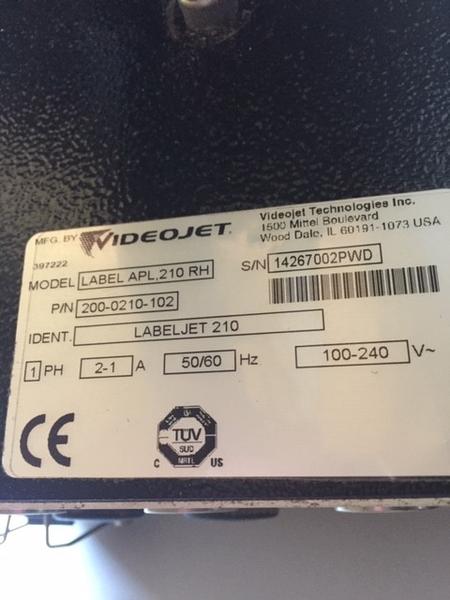 MFG. BY VIDEOJET.
Videojet Technologies Inc.
1500 Mittel Boulevard
Wood Dale, IL 60191-1073 USA
397222
MODEL LABEL APL,210 RH
S/N 14267002PWD
P/N 200-0210-102
IDENT. LABELJET 210
1 PH 2-1 A 50/60 Hz 100-240 V~
CE
TÜV
SUD
NRTL
C US